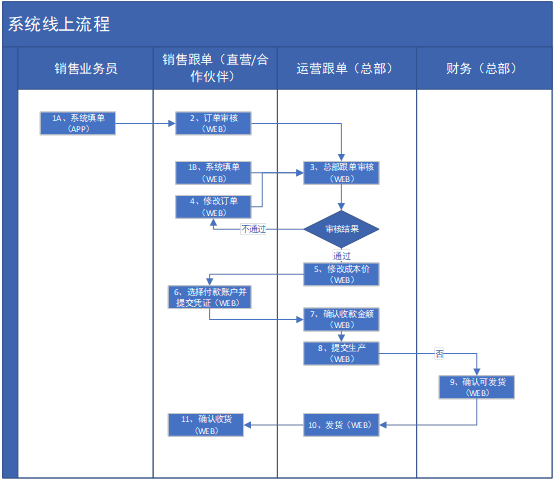 系统线上流程
销售业务员
销售跟单（直营/合
作伙伴）
运营跟单（总部）
财务（总部）
1A、系统填单
（APP）
2、订单审核
（WEB）
1B、系统填单
（WEB）
3、总部跟单审核
（WEB）
4、修改订单
（WEB）
不通过
审核结果
通过
5、修改成本价
（WEB）
6、选择付款账户并
提交凭证（WEB）
7、确认收款金额
（WEB）
8、提交生产
（WEB）
否
9、确认可发货
（WEB）
11、确认收货
（WEB）
10、发货（WEB）